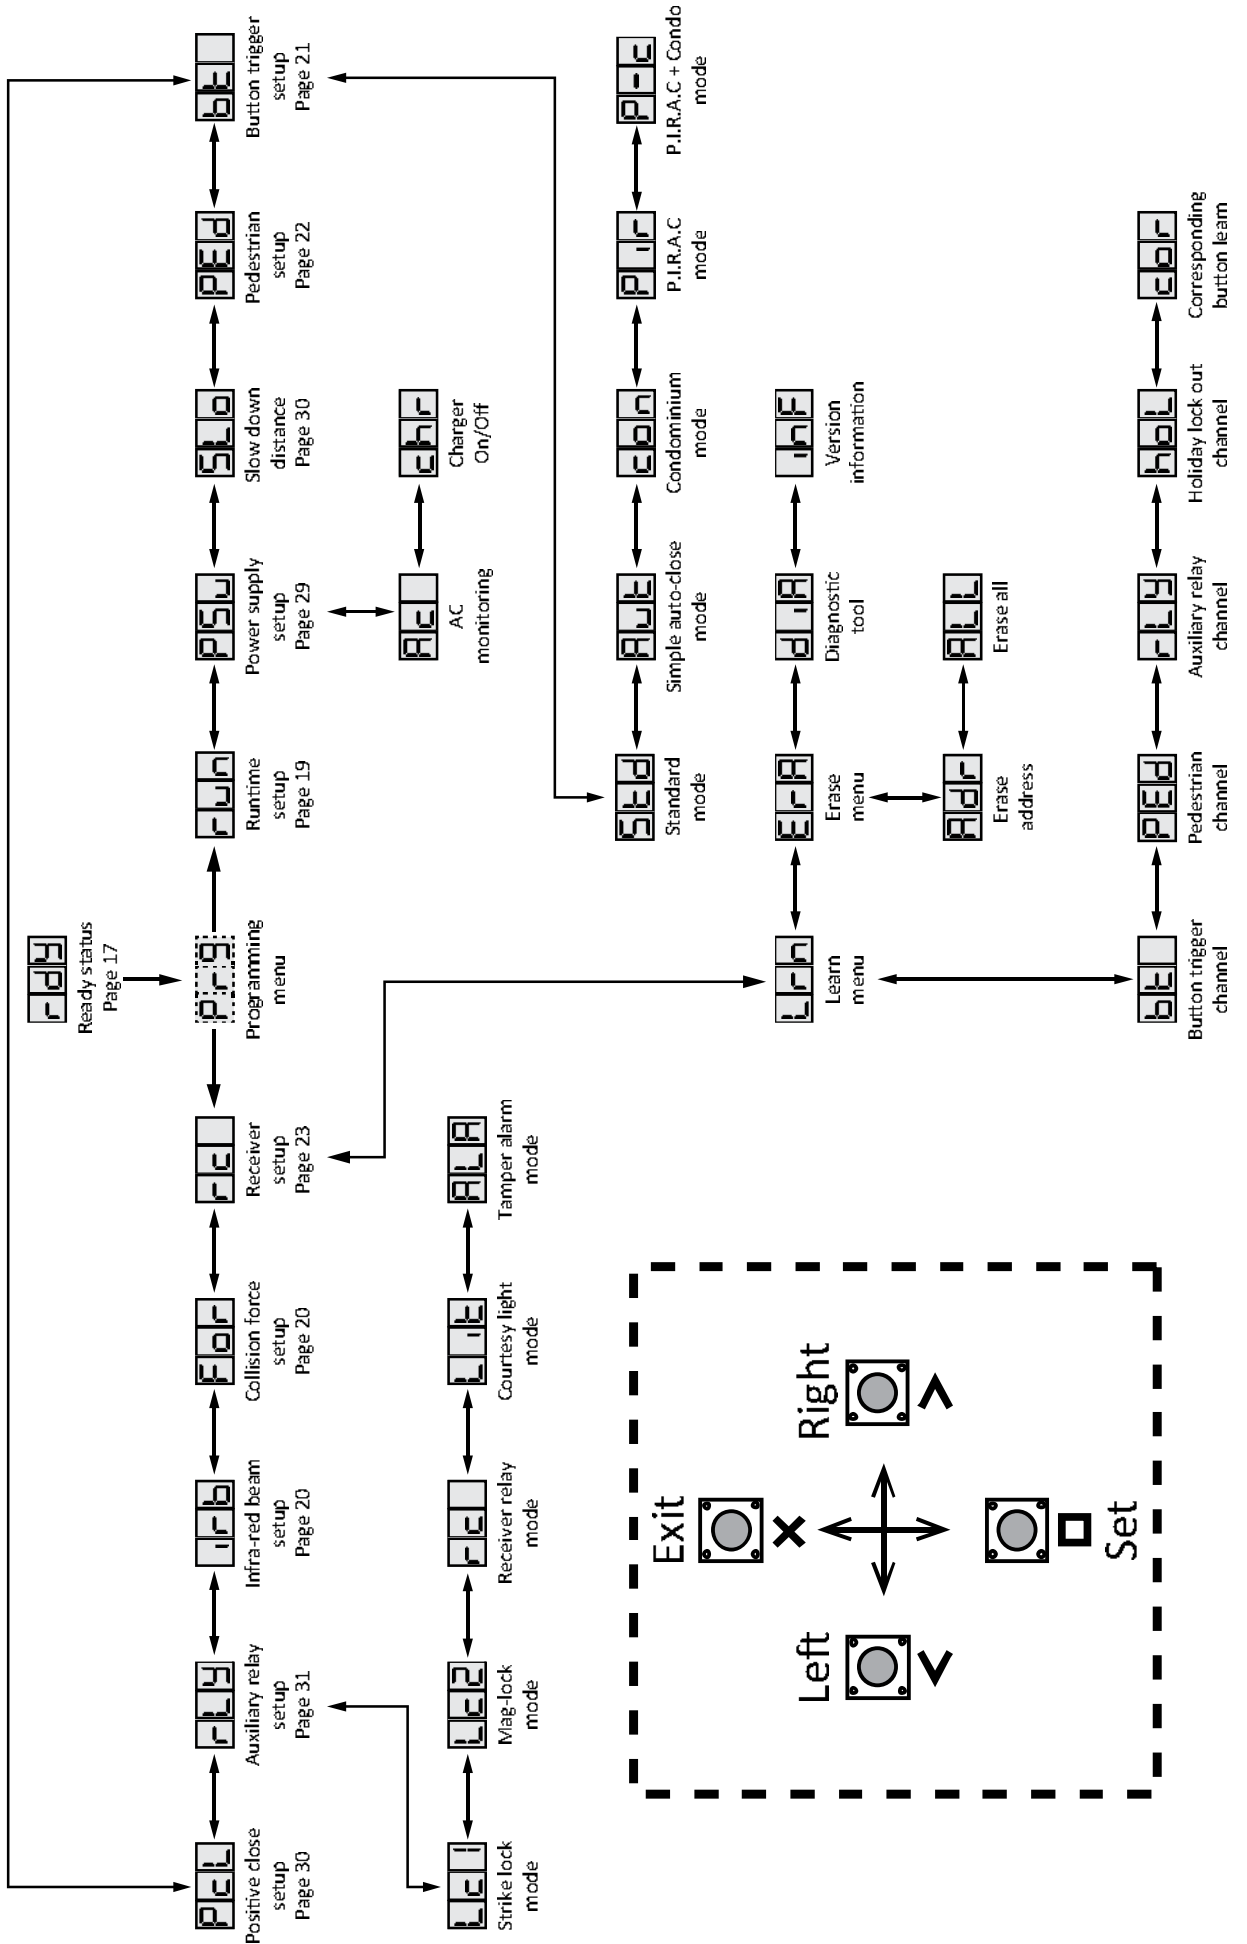 rdy
Ready status
Page 17
PcL
Positive close
setup
Page 30
rLy
Auxiliary relay
setup
Page 31
irb
Infra-red beam
setup
Page 20
For
Collision force
setup
Page 20
rc
Receiver
setup
Page 23
Prg
Programming
menu
run
Runtime
setup
Page 19
PSu
Power supply
setup
Page 29
SLo
Slow down
distance
Page 30
PEd
Pedestrian
setup
Page 22
bt
Button trigger
setup
Page 21
Ac
AC
monitoring
chr
Charger
On/Off
Lc1
Strike lock
mode
Lc2
Mag-lock
mode
rc
Receiver relay
mode
Lit
Courtesy light
mode
ALA
Tamper alarm
mode
Std
Standard
mode
Aut
Simple auto-close
mode
con
Condominium
mode
Pir
P.I.R.A.C
mode
P-c
P.I.R.A.C + Condo
mode
Lrn
Learn
menu
ErA
Erase
menu
diA
Diagnostic
tool
inF
Version
information
Adr
Erase
address
ALL
Erase all
bt
Button trigger
channel
PEd
Pedestrian
channel
rLy
Auxiliary relay
channel
hoL
Holiday lock out
channel
cor
Corresponding
button leam
Exit
Left
Right
Set